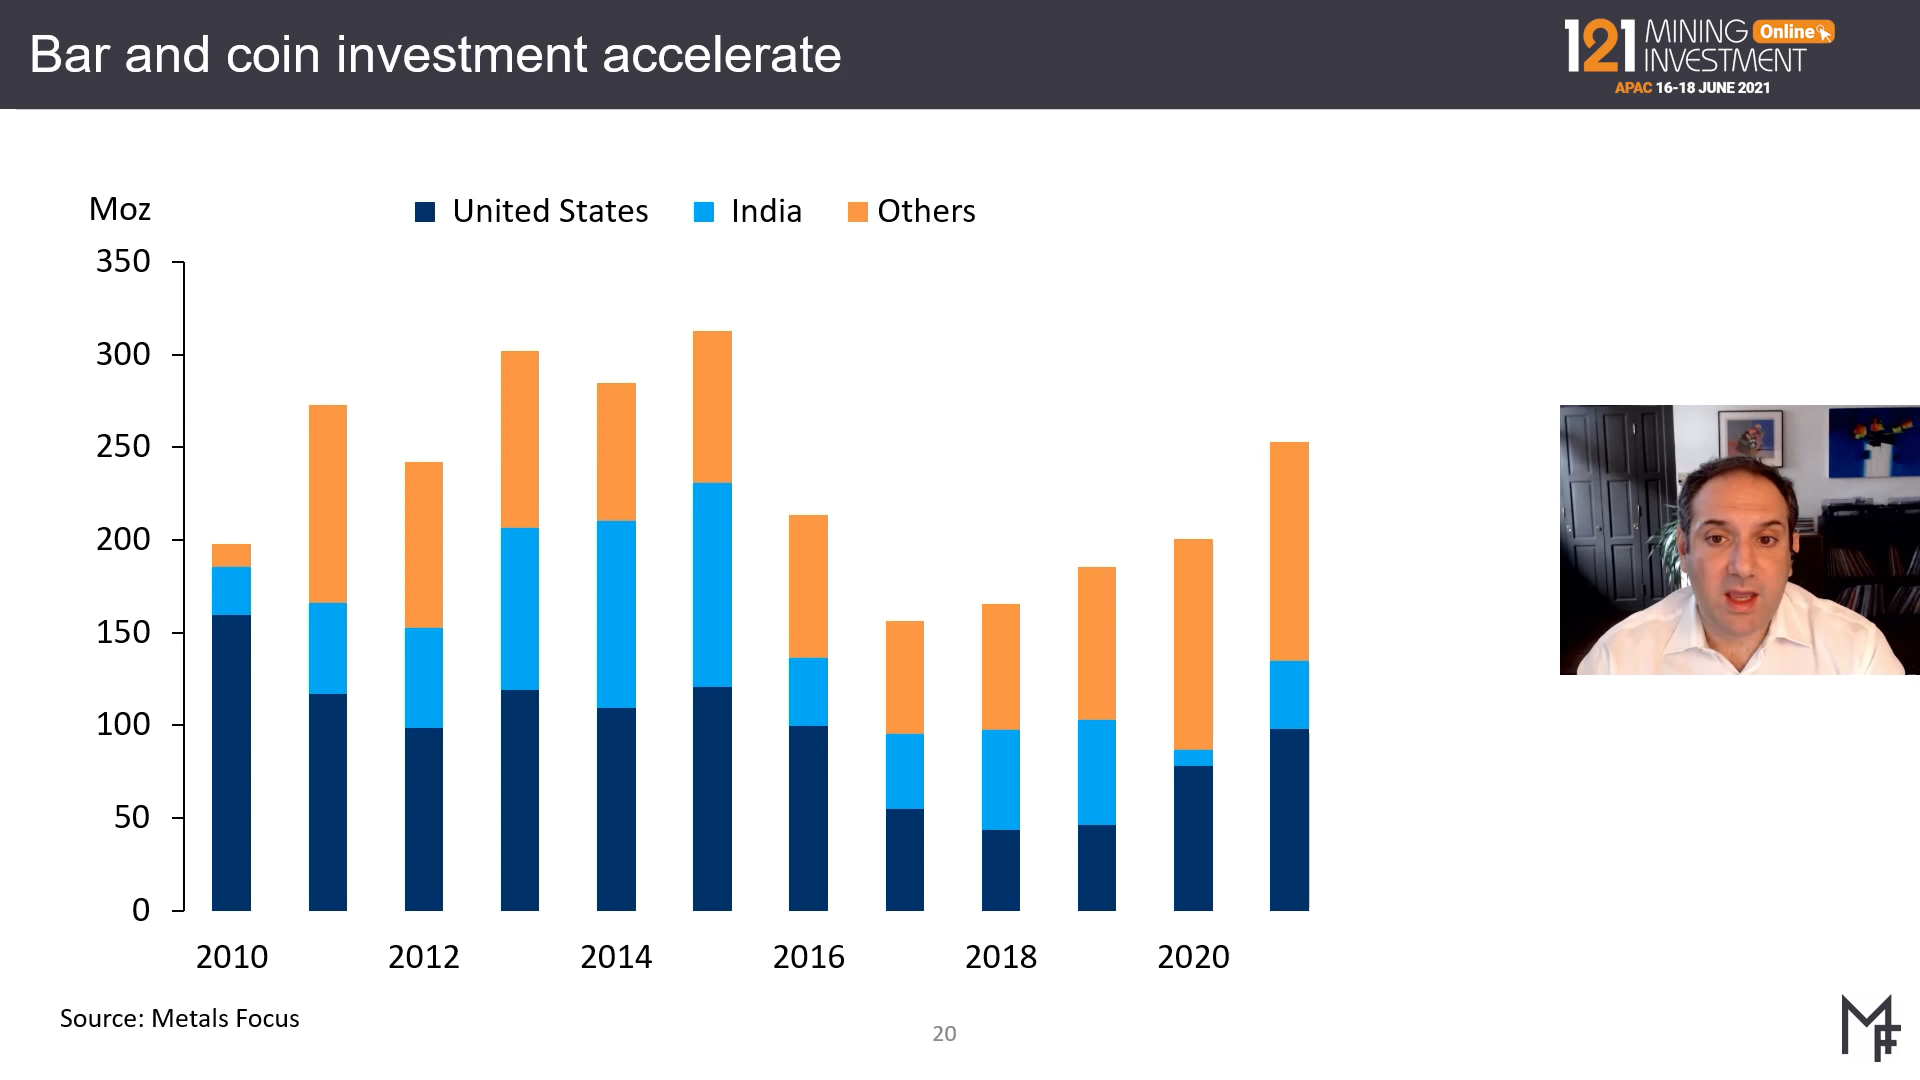 Bar and coin investment accelerate
121 MINING Online
INVESTMENT
APAC 16-18 JUNE 2021
Moz
United States India Others
350
300
250
200
150
100
50
0
2010 2012 2014 2016 2018 2020
Source: Metals Focus
20